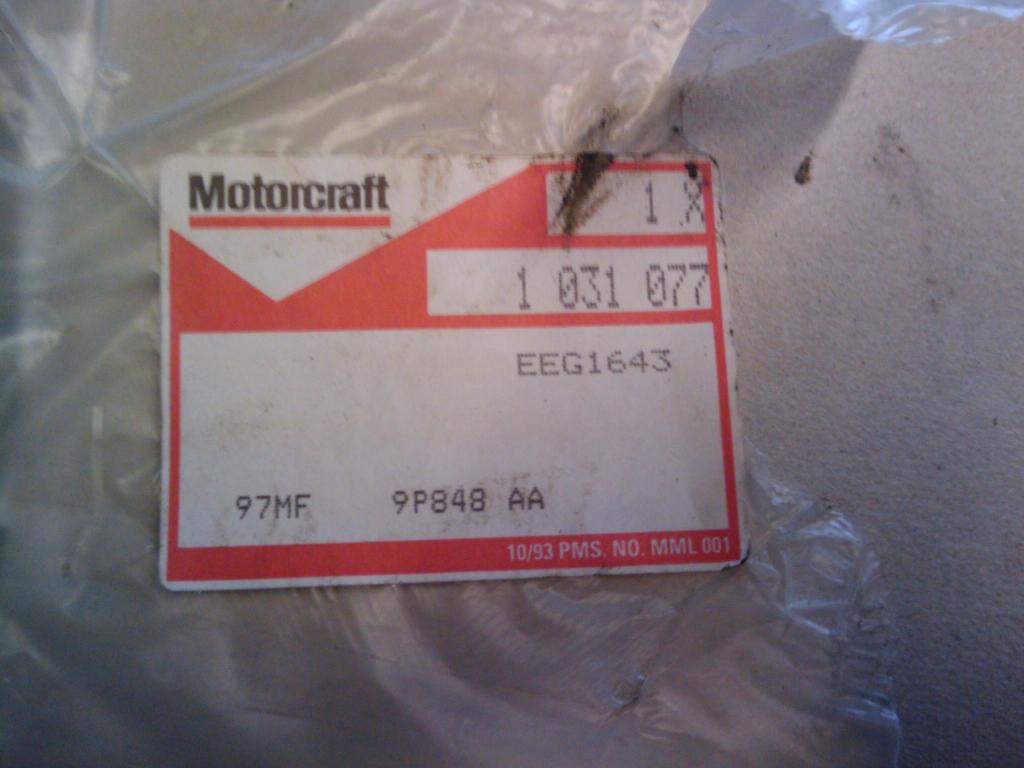 Motorcraft
1 X
1 031 077
EEG1643
97MF 9P848 AA
10/93 PMS. NO. MML 001